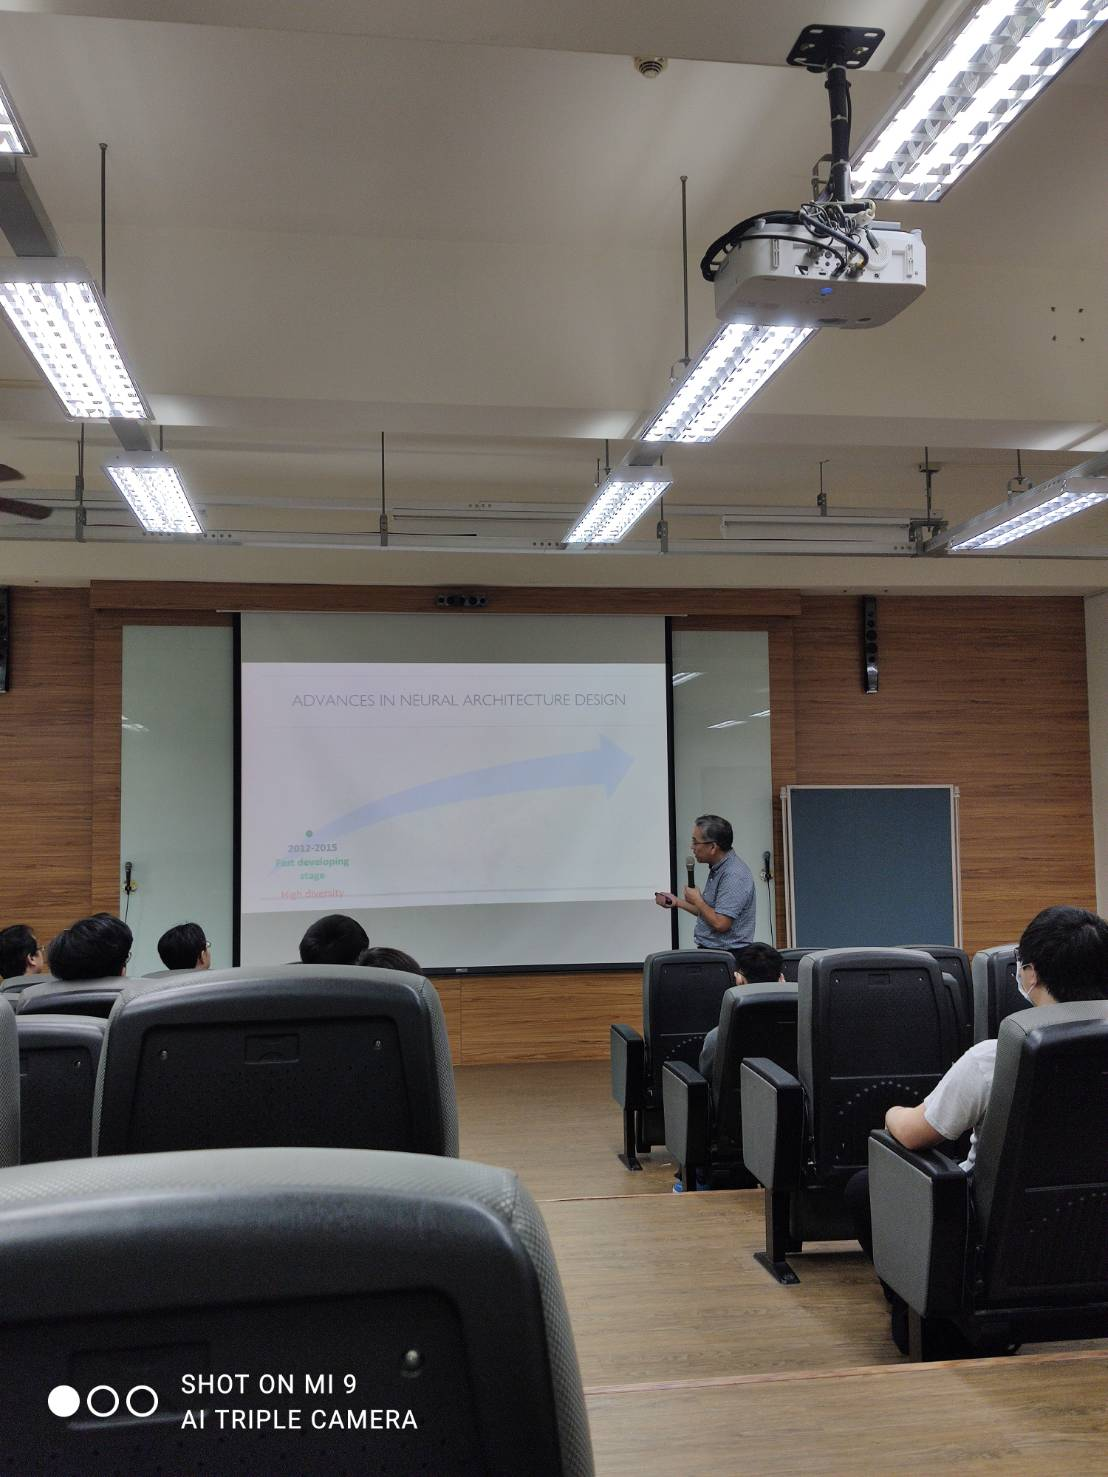 ADVANCES IN NEURAL ARCHITECTURE DESIGN
2012-2015
Fast developing
stage
High diversity
SHOT ON MI 9
AI TRIPLE CAMERA